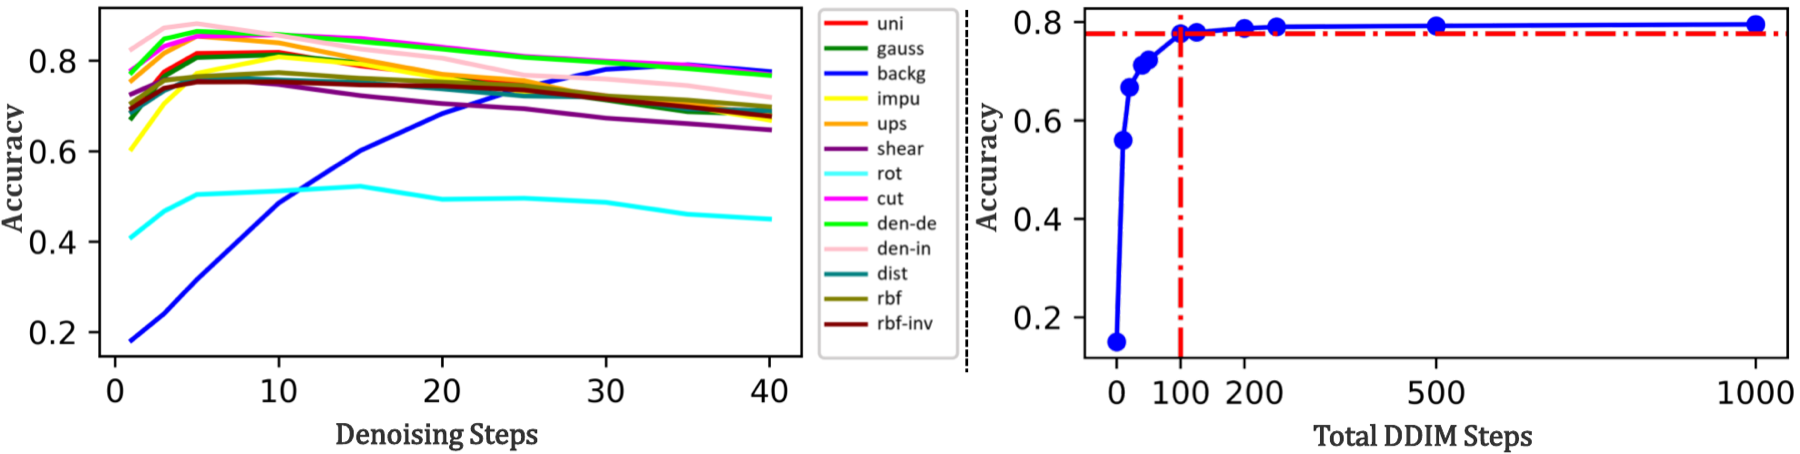 Accuracy
0.8
0.6
0.4
0.2
0 10 20 30 40
Denoising Steps
uni
gauss
backg
impu
ups
shear
rot
cut
den-de
den-in
dist
rbf
rbf-inv
Accuracy
0.8
0.6
0.4
0.2
0 100 200 500 1000
Total DDIM Steps